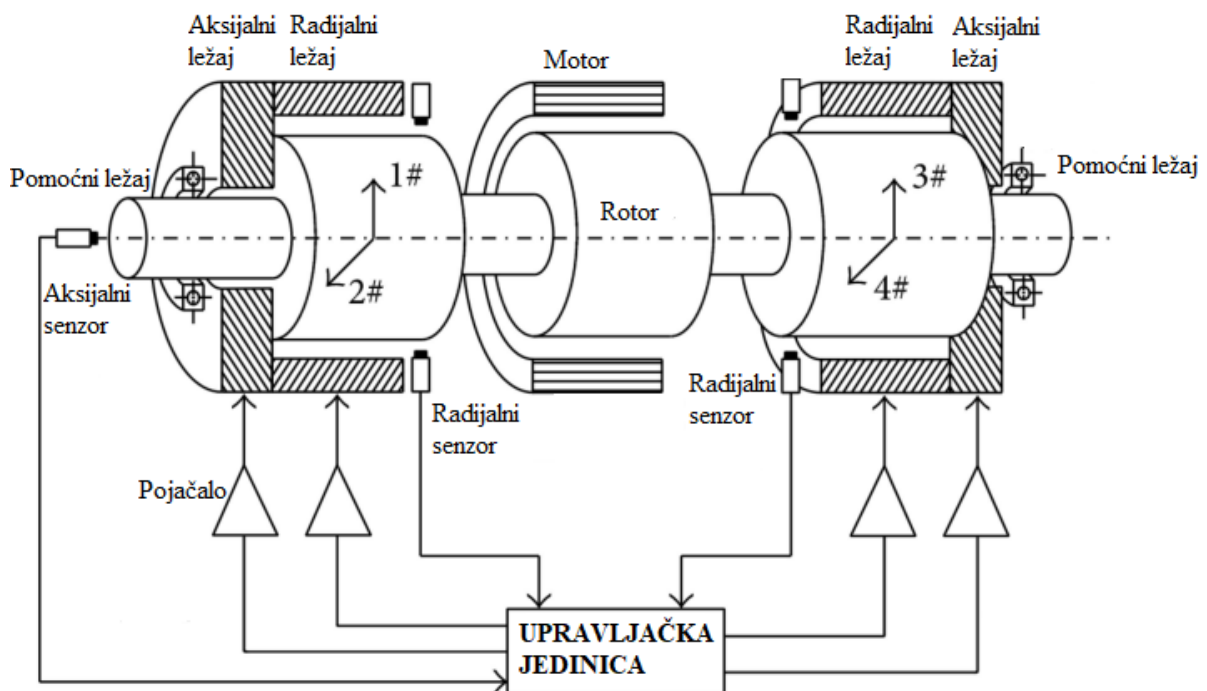 Aksijalni
ležaj
Radijalni
ležaj
Motor
Radijalni
ležaj
Aksijalni
ležaj
Pomoćni ležaj
Pomoćni ležaj
1#
2#
Rotor
3#
4#
Aksijalni
senzor
Radijalni
senzor
Radijalni
senzor
Pojačalo
UPRAVLJAČKA
JEDINICA